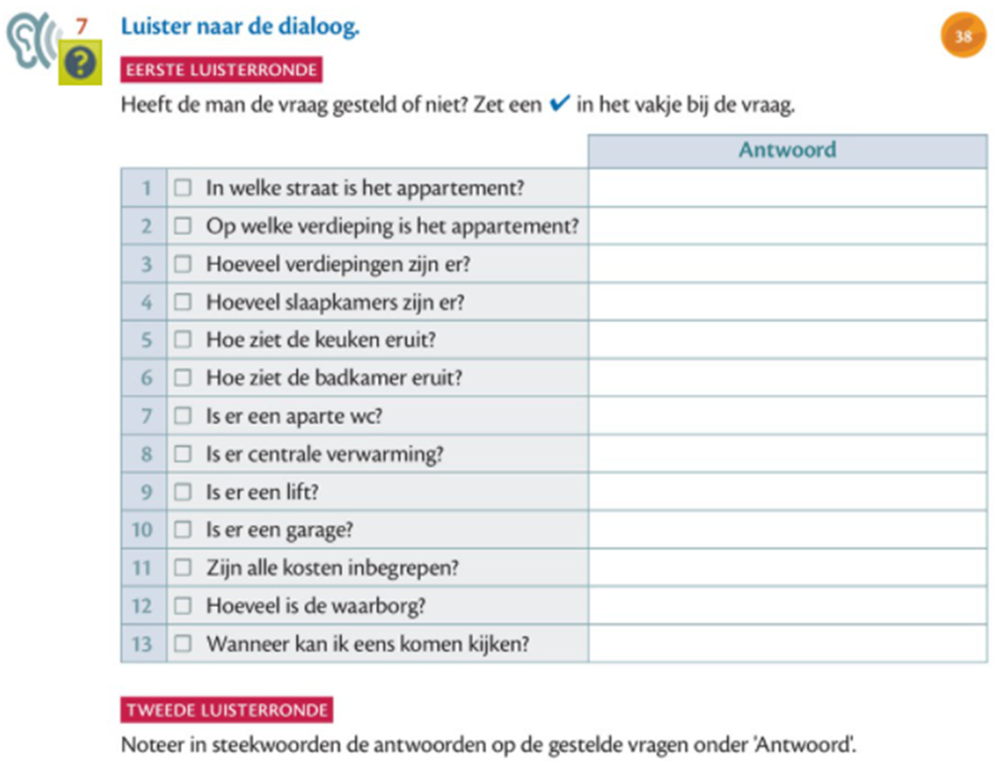 7 Luister naar de dialoog. 38
?
EERSTE LUISTERRONDE
Heeft de man de vraag gesteld of niet? Zet een ✔ in het vakje bij de vraag.
Antwoord
1 ☐ In welke straat is het appartement?
2 ☐ Op welke verdieping is het appartement?
3 ☐ Hoeveel verdiepingen zijn er?
4 ☐ Hoeveel slaapkamers zijn er?
5 ☐ Hoe ziet de keuken eruit?
6 ☐ Hoe ziet de badkamer eruit?
7 ☐ Is er een aparte wc?
8 ☐ Is er centrale verwarming?
9 ☐ Is er een lift?
10 ☐ Is er een garage?
11 ☐ Zijn alle kosten inbegrepen?
12 ☐ Hoeveel is de waarborg?
13 ☐ Wanneer kan ik eens komen kijken?
TWEEDE LUISTERRONDE
Noteer in steekwoorden de antwoorden op de gestelde vragen onder 'Antwoord'.